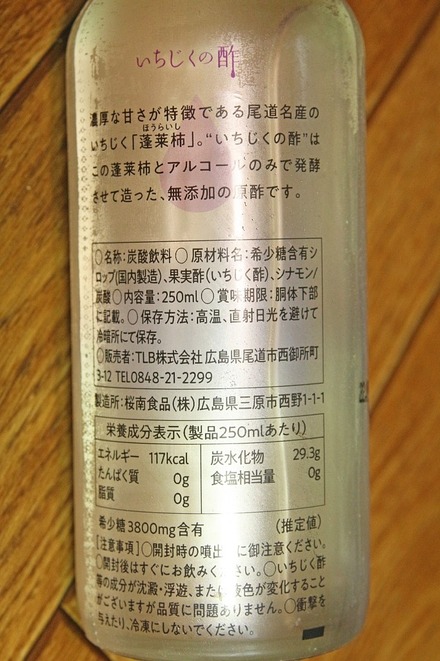 いちじくの酢
濃厚な甘さが特徴である尾道名産の
ほうらいし
いちじく「蓬莱柿」。“いちじくの酢”は
この蓬莱柿とアルコールのみで発酵
させて造った、無添加の原酢です。
○名称:炭酸飲料○原材料名:希少糖含有シ
ロップ(国内製造)、果実酢(いちじく酢)、シナモン/
炭酸○内容量:250ml○賞味期限:胴体下部
に記載。○保存方法:高温、直射日光を避けて
冷暗所にて保存。
○販売者:TLB株式会社 広島県尾道市西御所町
3-12 TEL0848-21-2299
製造所:桜南食品(株)広島県三原市西野1-1-1
栄養成分表示(製品250mlあたり)
エネルギー 117kcal 炭水化物 29.3g
たんぱく質 0g 食塩相当量 0g
脂質 0g
希少糖3800mg含有 (推定値)
[注意事項]○開封時の噴出 に御注意ください。
○開封後はすぐにお飲みください。○いちじく酢
等の成分が沈澱・浮遊、また 液色が変化すること
がございますが品質に問題ありません。○衝撃を
与えたり、冷凍にしないでください。